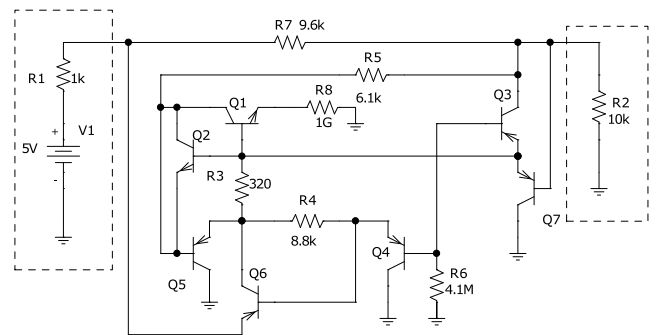 R7 9.6k
R5
6.1k
R1
1k
Q1
R8
1G
Q3
R2
10k
Q2
+
V1
5V
-
R3
320
R4
8.8k
Q7
Q5
Q6
Q4
R6
4.1M